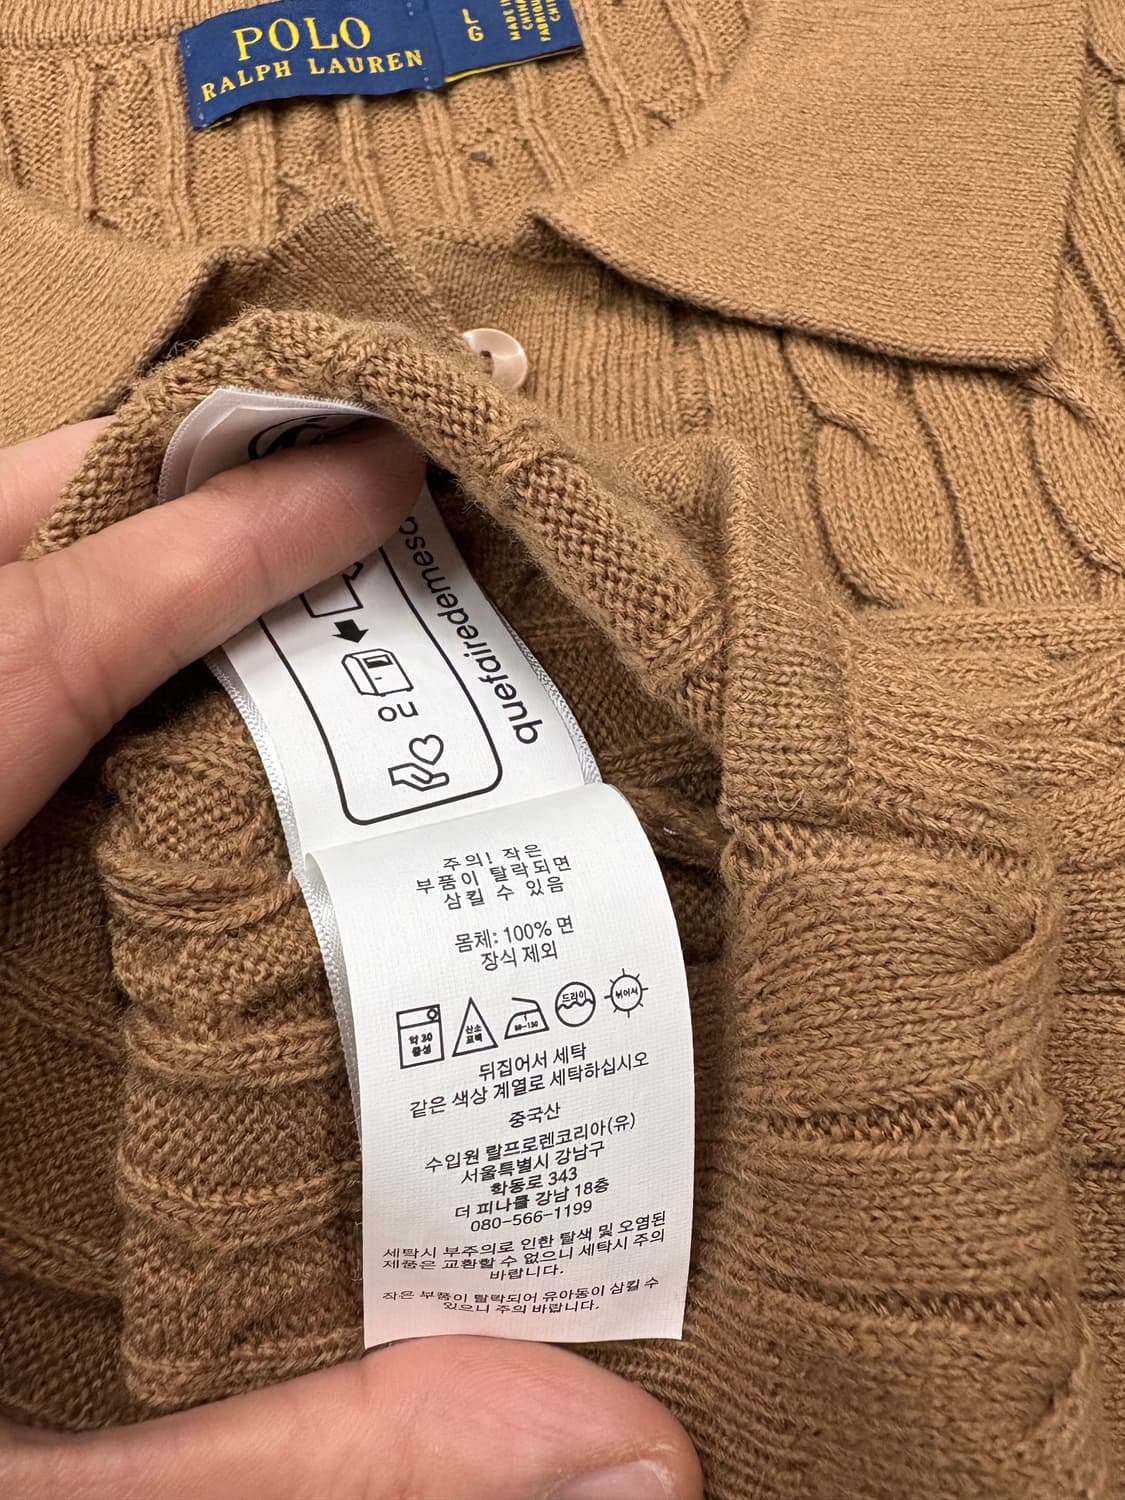 POLO
RALPH LAUREN
L
G
MADE IN
CHINA
FABRIQUÉ
quefairedemes
ou
주의! 작은
부품이 탈락되면
삼킬 수 있음
몸체: 100% 면
장식 제외
약 30
중성
산소
표백
80~130
드라이
뉘어서
뒤집어서 세탁
같은 색상 계열로 세탁하십시오
중국산
수입원 랄프로렌코리아(유)
서울특별시 강남구
학동로 343
더 피나클 강남 18층
080-566-1199
세탁시 부주의로 인한 탈색 및 오염된
제품은 교환할 수 없으니 세탁시 주의
바랍니다.
작은 부품이 탈락되어 유아동이 삼킬 수
있으니 주의 바랍니다.